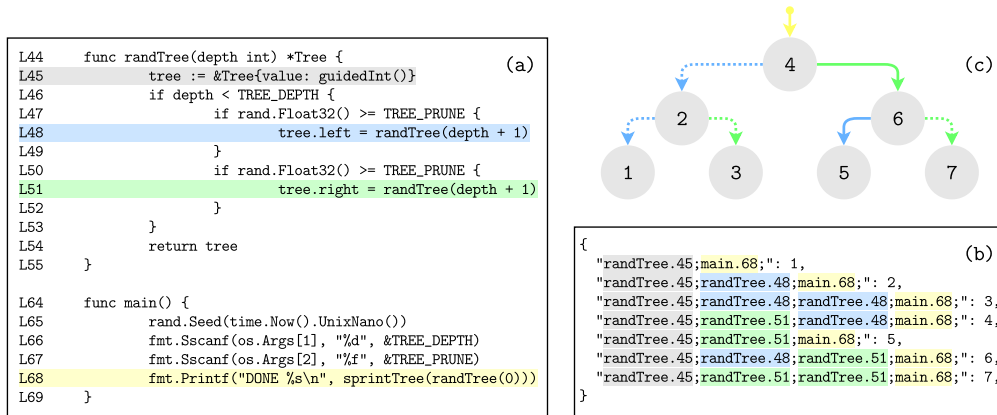 (a)
L44 func randTree(depth int) *Tree {
L45 tree := &Tree{value: guidedInt()}
L46 if depth < TREE_DEPTH {
L47 if rand.Float32() >= TREE_PRUNE {
L48 tree.left = randTree(depth + 1)
L49 }
L50 if rand.Float32() >= TREE_PRUNE {
L51 tree.right = randTree(depth + 1)
L52 }
L53 }
L54 return tree
L55 }
L64 func main() {
L65 rand.Seed(time.Now().UnixNano())
L66 fmt.Sscanf(os.Args[1], "%d", &TREE_DEPTH)
L67 fmt.Sscanf(os.Args[2], "%f", &TREE_PRUNE)
L68 fmt.Printf("DONE %s\n", sprintTree(randTree(0)))
L69 }
(c)
4
2 6
1 3 5 7
(b)
{
"randTree.45;main.68;": 1,
"randTree.45;randTree.48;main.68;": 2,
"randTree.45;randTree.48;randTree.48;main.68;": 3,
"randTree.45;randTree.51;randTree.48;main.68;": 4,
"randTree.45;randTree.51;main.68;": 5,
"randTree.45;randTree.48;randTree.51;main.68;": 6,
"randTree.45;randTree.51;randTree.51;main.68;": 7,
}